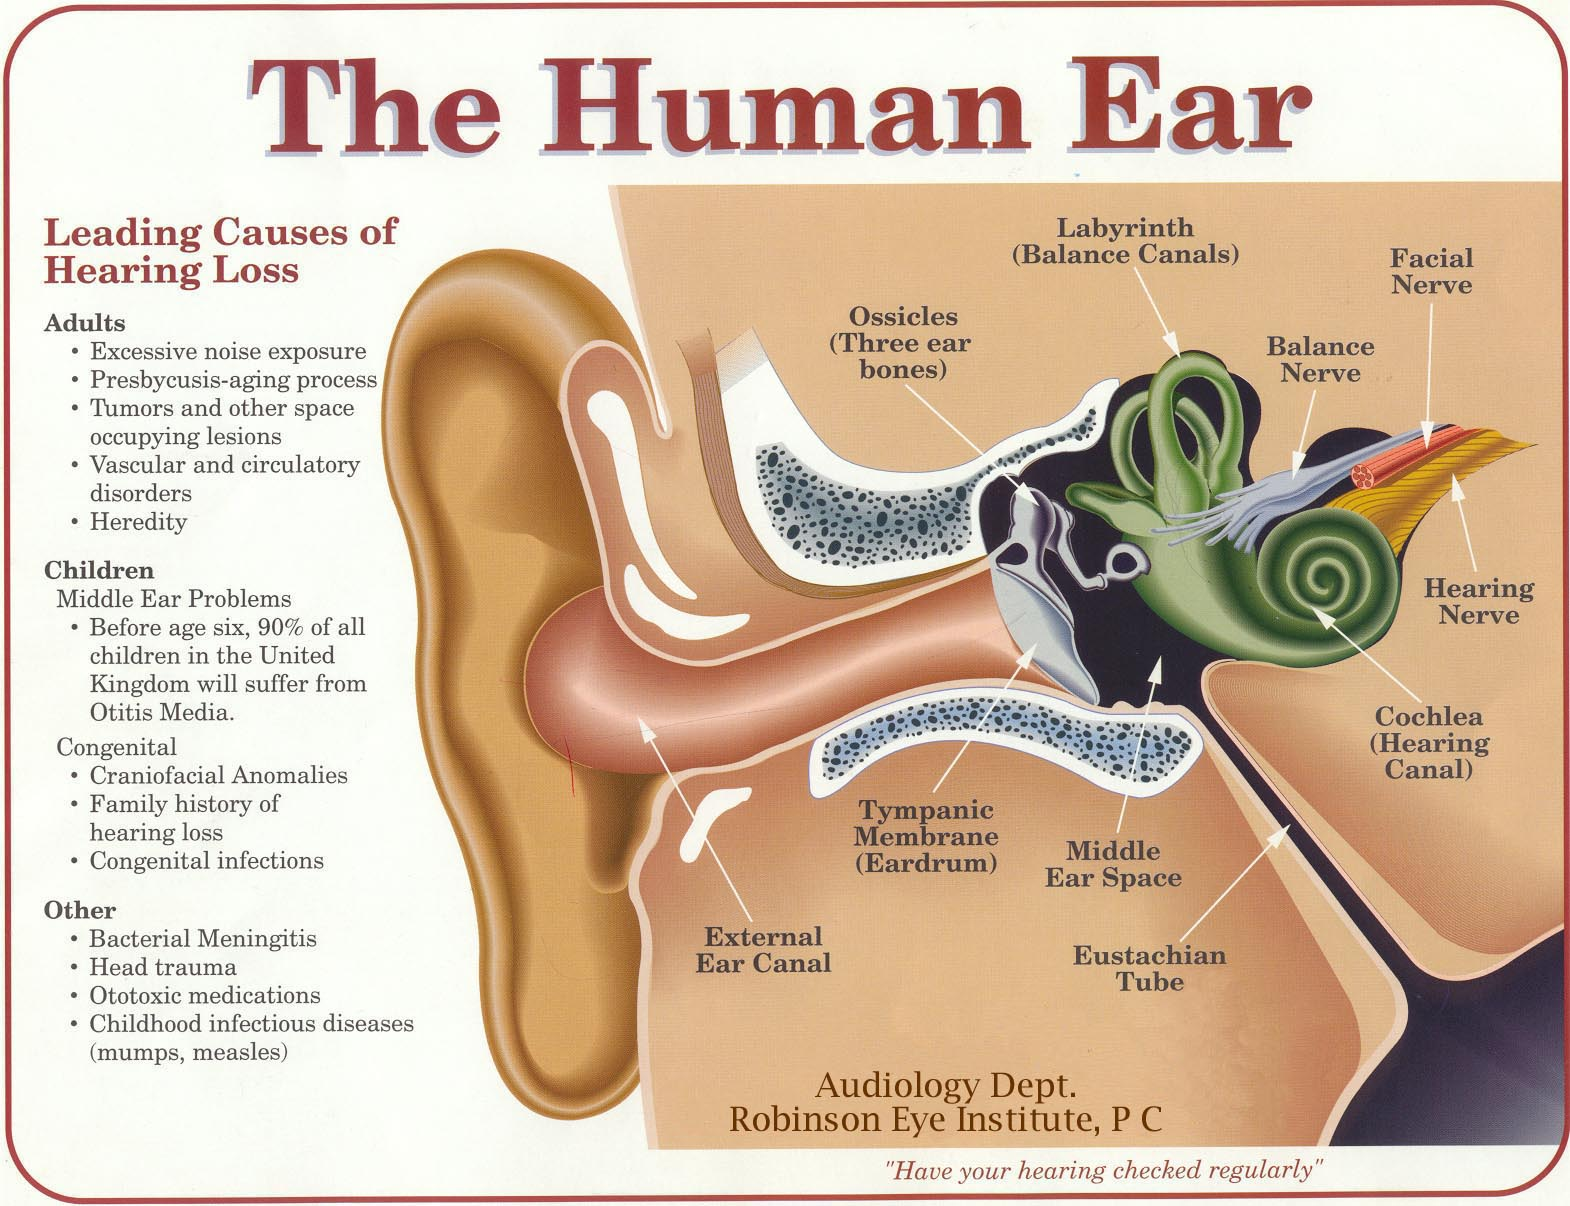 The Human Ear
Leading Causes of
Hearing Loss
Adults
• Excessive noise exposure
• Presbycusis-aging process
• Tumors and other space
occupying lesions
• Vascular and circulatory
disorders
• Heredity
Children
Middle Ear Problems
• Before age six, 90% of all
children in the United
Kingdom will suffer from
Otitis Media.
Congenital
• Craniofacial Anomalies
• Family history of
hearing loss
• Congenital infections
Other
• Bacterial Meningitis
• Head trauma
• Ototoxic medications
• Childhood infectious diseases
(mumps, measles)
Labyrinth
(Balance Canals)
Facial
Nerve
Ossicles
(Three ear
bones)
Balance
Nerve
Hearing
Nerve
Cochlea
(Hearing
Canal)
Tympanic
Membrane
(Eardrum)
Middle
Ear Space
External
Ear Canal
Eustachian
Tube
Audiology Dept.
Robinson Eye Institute, P C
"Have your hearing checked regularly"